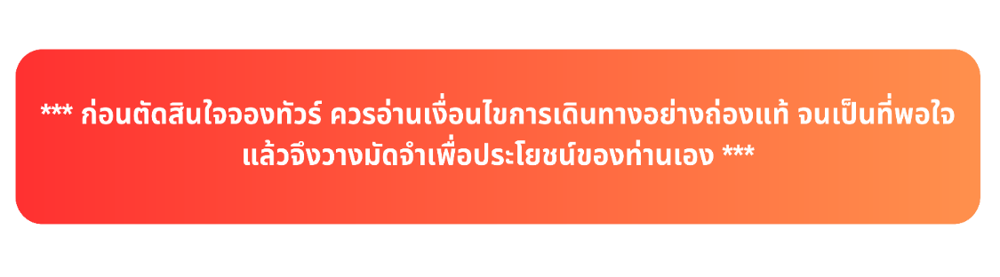 *** ก่อนตัดสินใจจองทัวร์ ควรอ่านเงื่อนไขการเดินทางอย่างถ่องแท้ จนเป็นที่พอใจ
แล้วจึงวางมัดจำเพื่อประโยชน์ของท่านเอง ***